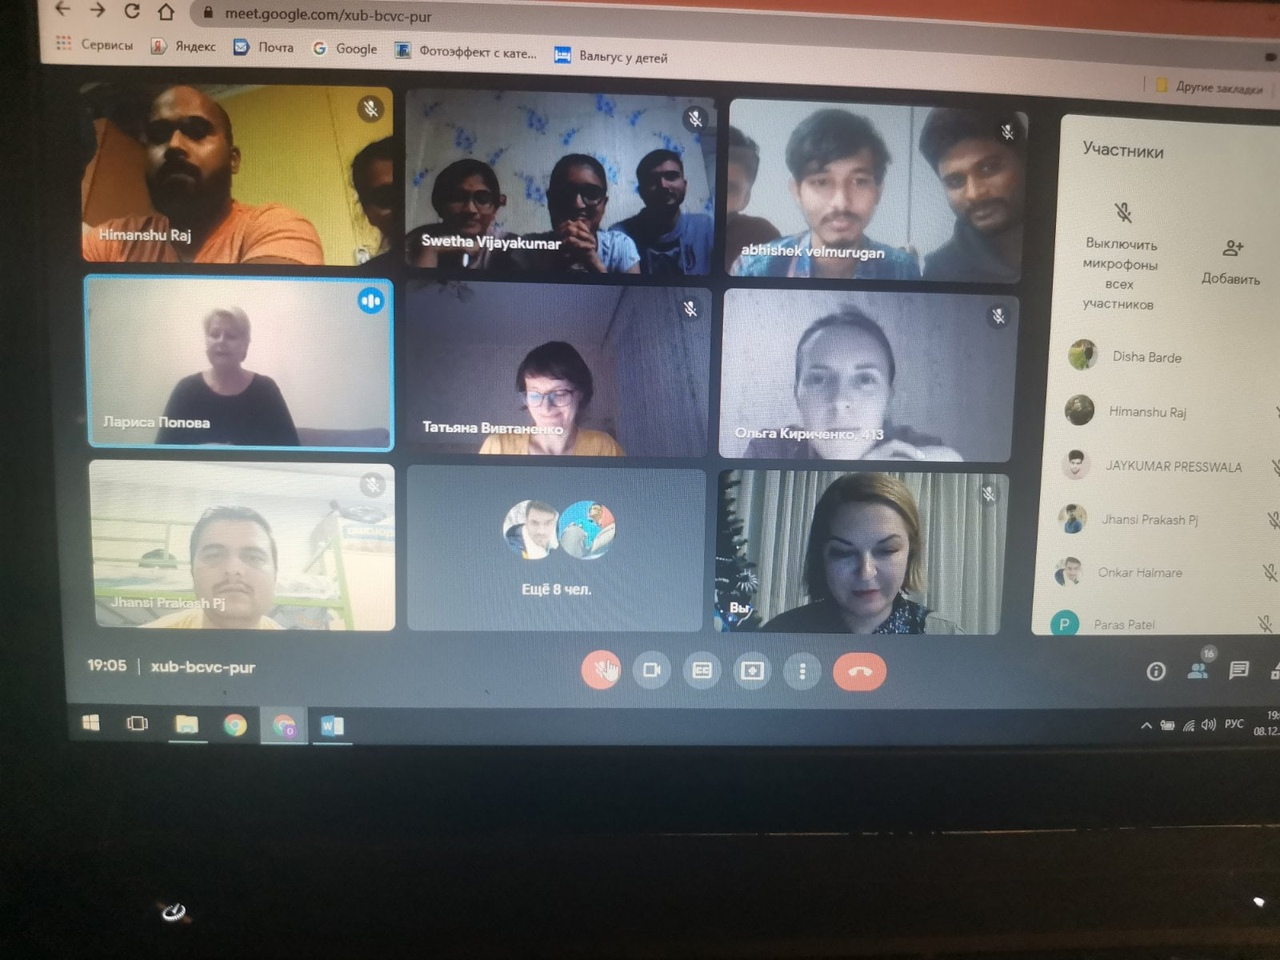 meet.google.com/xub-bcvc-pur
Сервисы
Яндекс
Почта
Google
Фотоэффект с кате...
Вальгус у детей
Другие закладки
Himanshu Raj
Swetha Vijayakumar
abhishek velmurugan
Лариса Попова
Татьяна Вивтаненко
Ольга Кириченко, 413
Jhansi Prakash Pj
Ещё 8 чел.
Вы
Участники
Выключить
микрофоны
всех
участников
Добавить
Disha Barde
Himanshu Raj
JAYKUMAR PRESSWALA
Jhansi Prakash Pj
Onkar Halmare
P
Paras Patel
19:05 | xub-bcvc-pur
16
РУС
19:
08.12.